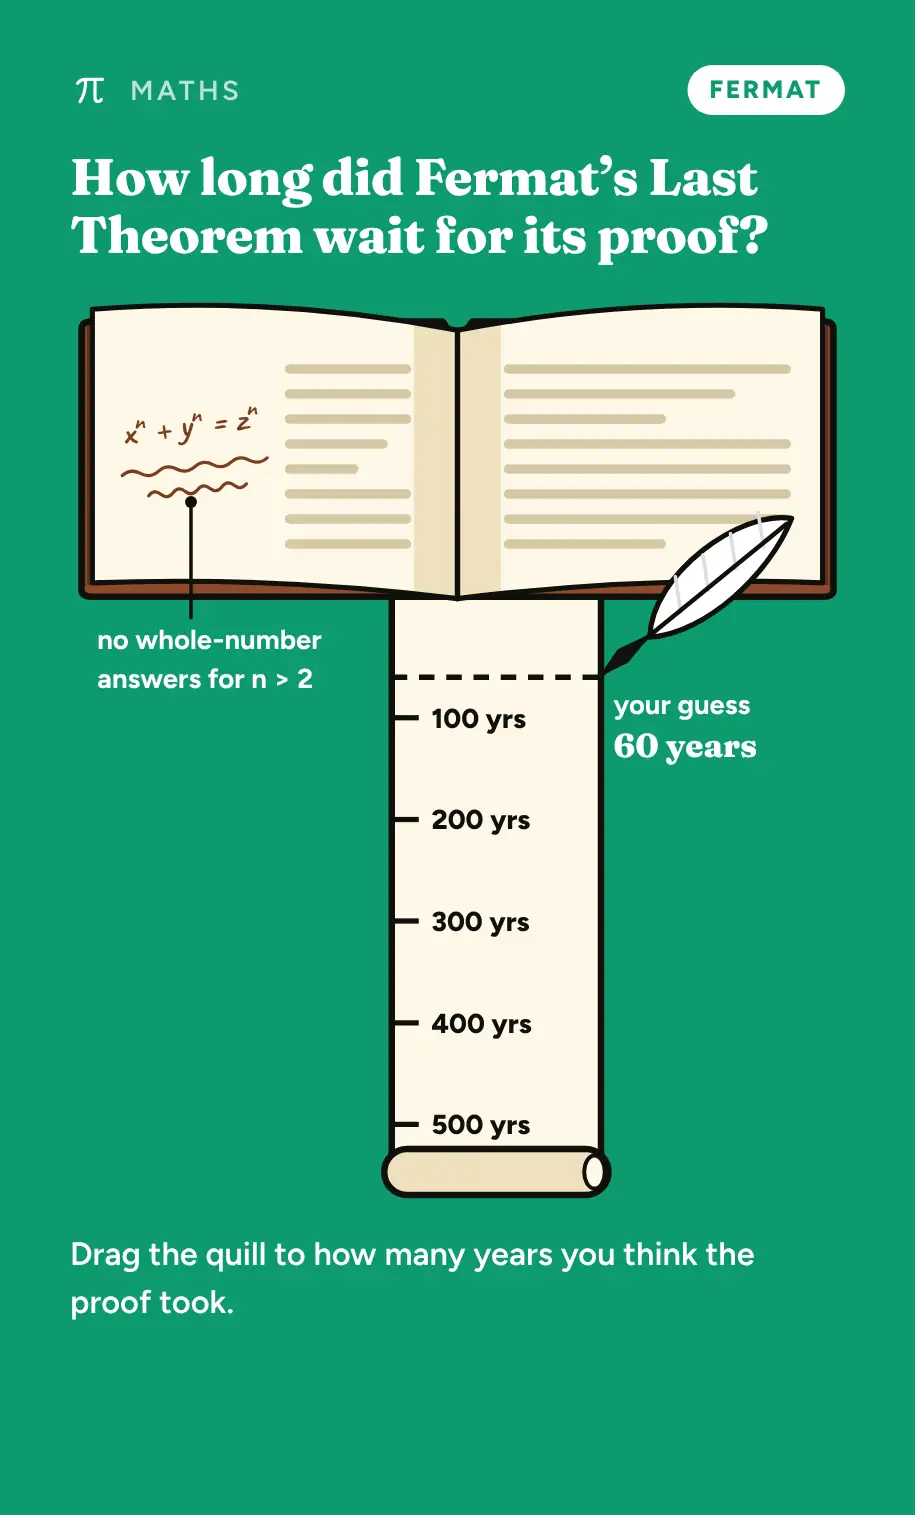 π MATHS
FERMAT
How long did Fermat’s Last
Theorem wait for its proof?
xⁿ + yⁿ = zⁿ
no whole-number
answers for n > 2
your guess
60 years
100 yrs
200 yrs
300 yrs
400 yrs
500 yrs
Drag the quill to how many years you think the
proof took.